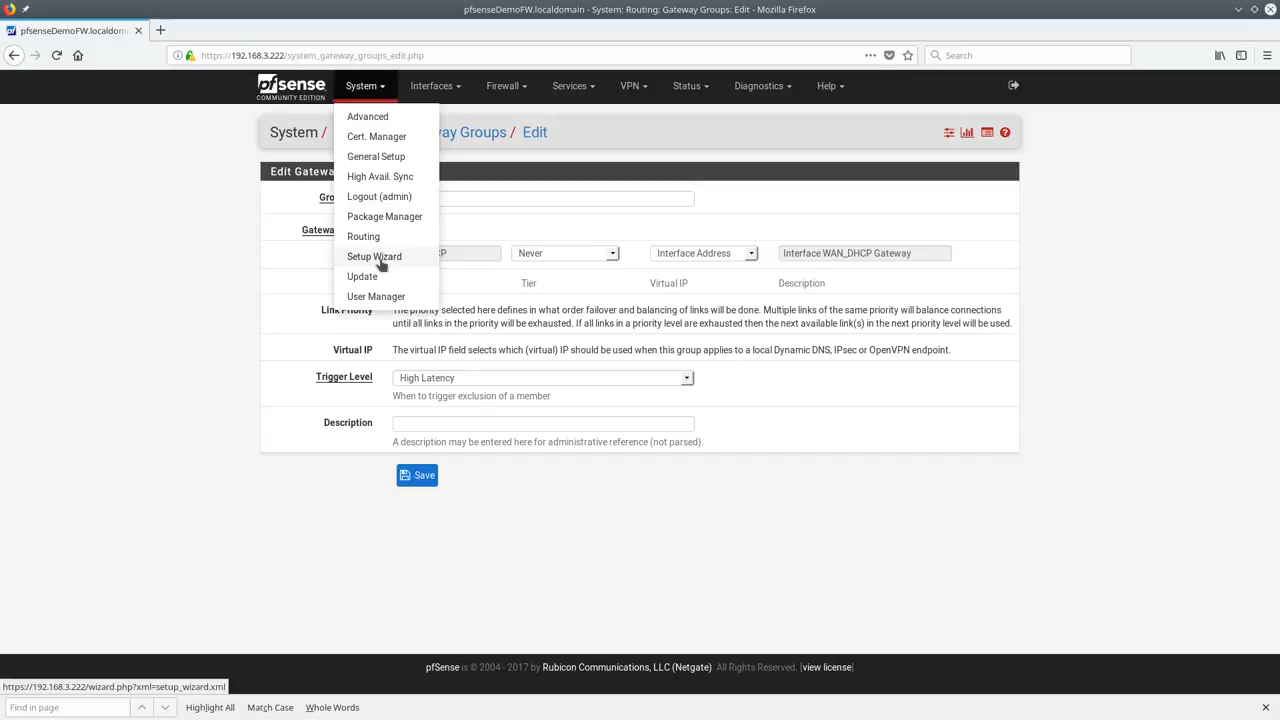 pfsenseDemoFW.localdomain - System: Routing: Gateway Groups: Edit - Mozilla Firefox
pfsenseDemoFW.localdom
https://192.168.3.222/system_gateway_groups_edit.php
Search
pfsense
COMMUNITY EDITION
System Interfaces Firewall Services VPN Status Diagnostics Help
Advanced
Cert. Manager
General Setup
High Avail. Sync
Logout (admin)
Package Manager
Routing
Setup Wizard
Update
User Manager
System / way Groups / Edit
Edit Gatewa
Gro
Gatew
CP Never Interface Address Interface WAN_DHCP Gateway
Tier Virtual IP Description
Link Priority The priority selected here defines in what order failover and balancing of links will be done. Multiple links of the same priority will balance connections
until all links in the priority will be exhausted. If all links in a priority level are exhausted then the next available link(s) in the next priority level will be used.
Virtual IP The virtual IP field selects which (virtual) IP should be used when this group applies to a local Dynamic DNS, IPsec or OpenVPN endpoint.
Trigger Level High Latency
When to trigger exclusion of a member
Description
A description may be entered here for administrative reference (not parsed).
Save
pfSense is © 2004 - 2017 by Rubicon Communications, LLC (Netgate) All Rights Reserved. [view license]
https://192.168.3.222/wizard.php?xml=setup_wizard.xml
Find in page Highlight All Match Case Whole Words